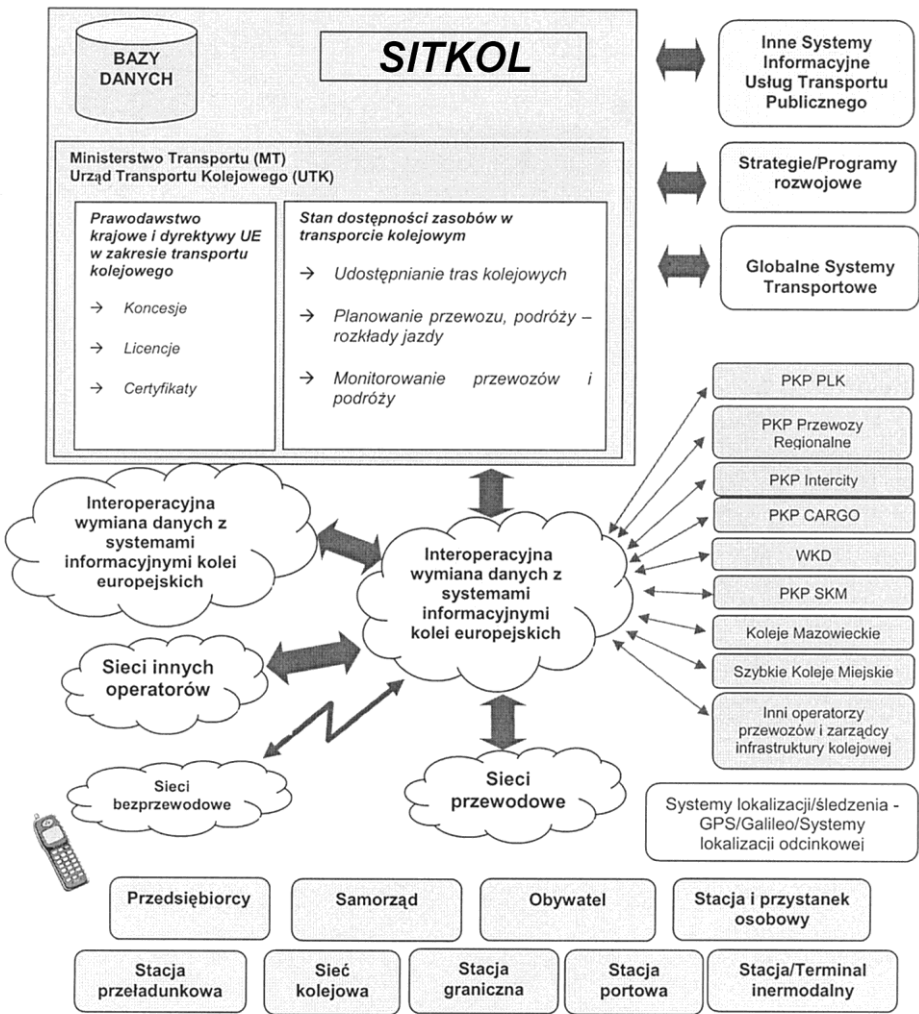 BAZY
DANYCH
SITKOL
Ministerstwo Transportu (MT)
Urząd Transportu Kolejowego (UTK)
Prawodawstwo
krajowe i dyrektywy UE
w zakresie transportu
kolejowego
→ Koncesje
→ Licencje
→ Certyfikaty
Stan dostępności zasobów w
transporcie kolejowym
→ Udostępnianie tras kolejowych
→ Planowanie przewozu, podróży –
rozkłady jazdy
→ Monitorowanie przewozów i
podróży
Inne Systemy
Informacyjne
Usług Transportu
Publicznego
Strategie/Programy
rozwojowe
Globalne Systemy
Transportowe
PKP PLK
PKP Przewozy
Regionalne
PKP Intercity
PKP CARGO
WKD
PKP SKM
Koleje Mazowieckie
Szybkie Koleje Miejskie
Inni operatorzy
przewozów i zarządcy
infrastruktury kolejowej
Interoperacyjna
wymiana danych z
systemami
informacyjnymi kolei
europejskich
Interoperacyjna
wymiana danych z
systemami
informacyjnymi
kolei europejskich
Sieci innych
operatorów
Sieci
bezprzewodowe
Sieci
przewodowe
Systemy lokalizacji/śledzenia -
GPS/Galileo/Systemy
lokalizacji odcinkowej
Przedsiębiorcy
Samorząd
Obywatel
Stacja i przystanek
osobowy
Stacja
przeładunkowa
Sieć
kolejowa
Stacja
graniczna
Stacja
portowa
Stacja/Terminal
inermodalny